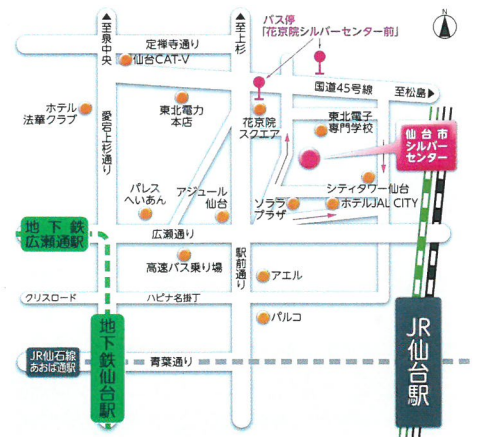 至泉中央
至上杉
バス停
「花京院シルバーセンター前」
N
定禅寺通り
仙台CAT-V
国道45号線
至松島
ホテル
法華クラブ
愛宕上杉通り
東北電力
本店
花京院
スクエア
東北電子
専門学校
仙台市
シルバー
センター
シティタワー仙台
パレス
へいあん
アジュール
仙台
ソララ
プラザ
ホテルJAL CITY
地下鉄
広瀬通駅
広瀬通り
高速バス乗り場
駅前通り
アエル
クリスロード
ハピナ名掛丁
パルコ
地下鉄仙台駅
JR仙台駅
JR仙石線
あおば通駅
青葉通り